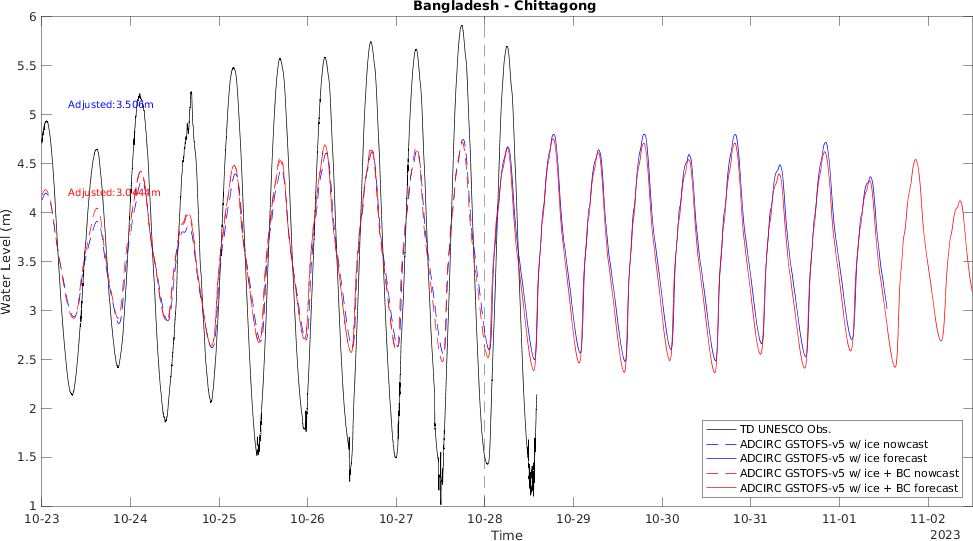 Bangladesh - Chittagong
6
5.5
5
4.5
4
3.5
3
2.5
2
1.5
1
Water Level (m)
Adjusted:3.506m
Adjusted:3.0444m
TD UNESCO Obs.
ADCIRC GSTOFS-v5 w/ ice nowcast
ADCIRC GSTOFS-v5 w/ ice forecast
ADCIRC GSTOFS-v5 w/ ice + BC nowcast
ADCIRC GSTOFS-v5 w/ ice + BC forecast
10-23 10-24 10-25 10-26 10-27 10-28 10-29 10-30 10-31 11-01 11-02
Time
2023